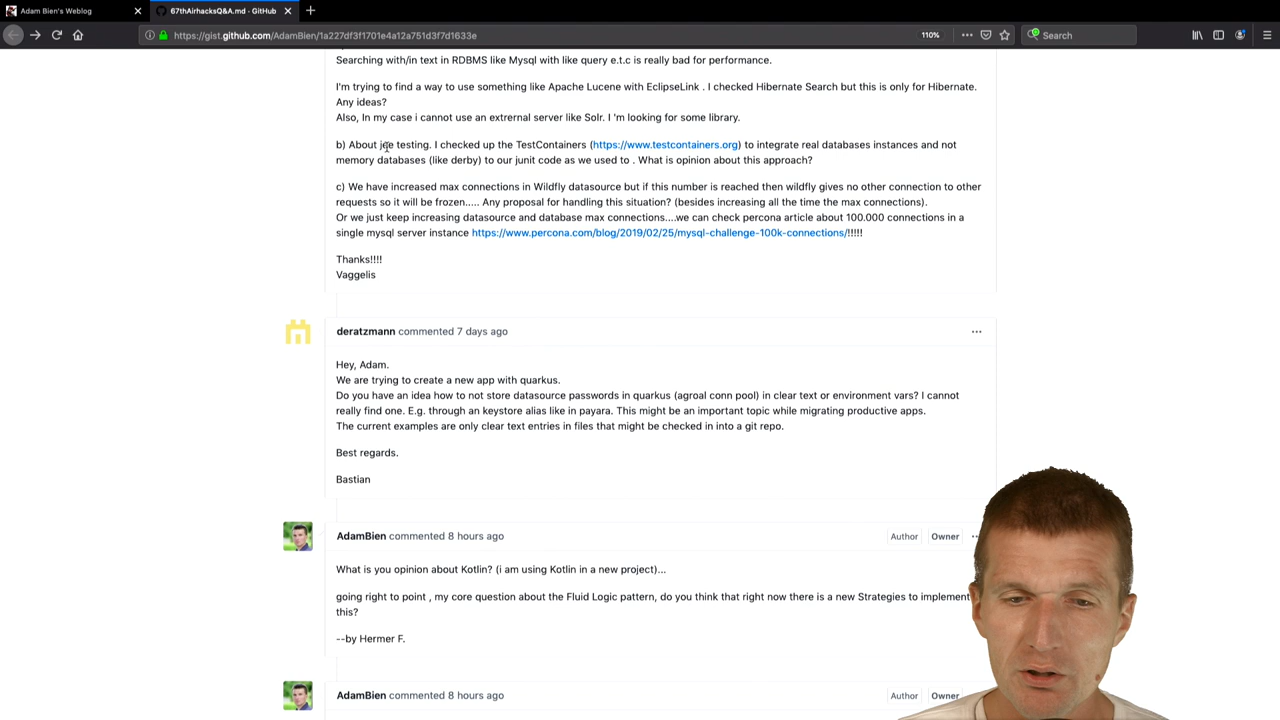 Adam Bien's Weblog
67thAirhacksQ&A.md · GitHub
https://gist.github.com/AdamBien/1a227df3f1701e4a12a751d3f7d1633e
110%
Search
Searching with/in text in RDBMS like Mysql with like query e.t.c is really bad for performance.
I'm trying to find a way to use something like Apache Lucene with EclipseLink . I checked Hibernate Search but this is only for Hibernate.
Any ideas?
Also, In my case i cannot use an extrernal server like Solr. I 'm looking for some library.
b) About jee testing. I checked up the TestContainers (https://www.testcontainers.org) to integrate real databases instances and not
memory databases (like derby) to our junit code as we used to . What is opinion about this approach?
c) We have increased max connections in Wildfly datasource but if this number is reached then wildfly gives no other connection to other
requests so it will be frozen..... Any proposal for handling this situation? (besides increasing all the time the max connections).
Or we just keep increasing datasource and database max connections....we can check percona article about 100.000 connections in a
single mysql server instance https://www.percona.com/blog/2019/02/25/mysql-challenge-100k-connections/!!!!!
Thanks!!!!
Vaggelis
deratzmann commented 7 days ago
Hey, Adam.
We are trying to create a new app with quarkus.
Do you have an idea how to not store datasource passwords in quarkus (agroal conn pool) in clear text or environment vars? I cannot
really find one. E.g. through an keystore alias like in payara. This might be an important topic while migrating productive apps.
The current examples are only clear text entries in files that might be checked in into a git repo.
Best regards.
Bastian
AdamBien commented 8 hours ago
Author
Owner
What is you opinion about Kotlin? (i am using Kotlin in a new project)...
going right to point , my core question about the Fluid Logic pattern, do you think that right now there is a new Strategies to implement
this?
--by Hermer F.
AdamBien commented 8 hours ago
Author
Owner